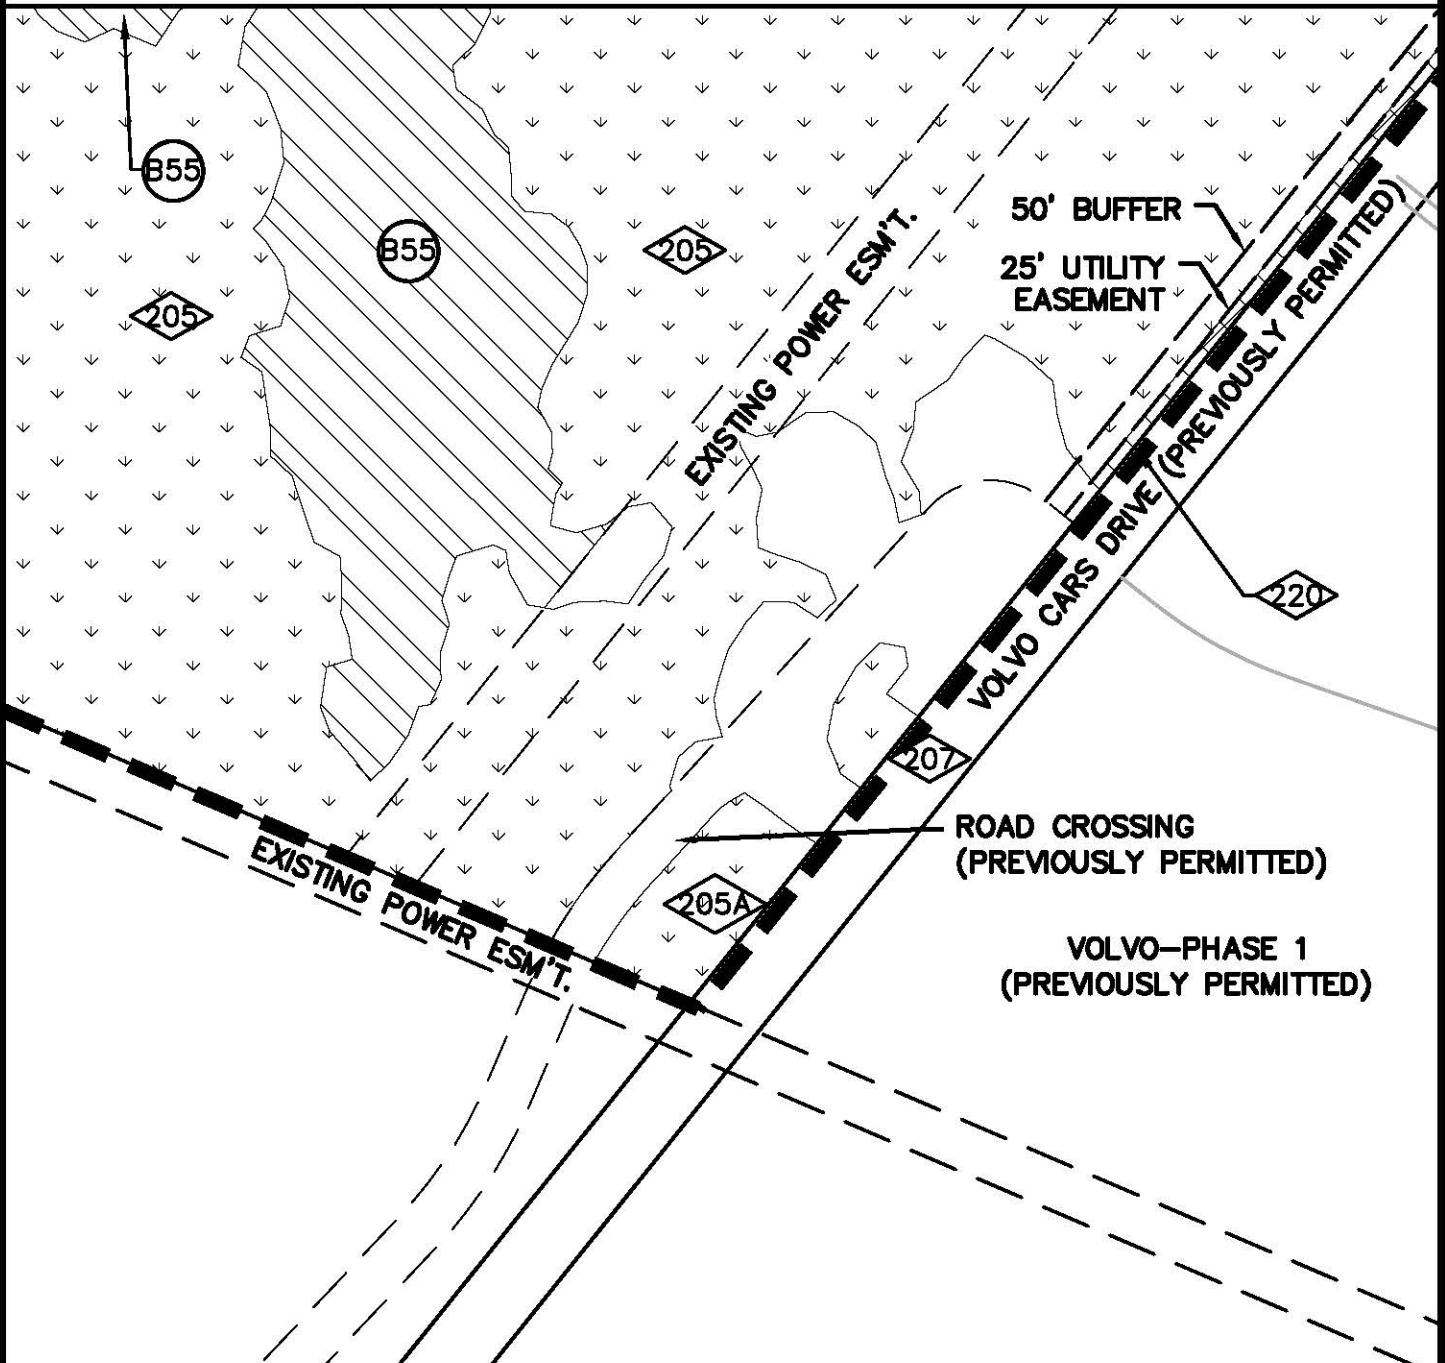 B55
B55
205
205
50' BUFFER
25' UTILITY
EASEMENT
EXISTING POWER ESM'T.
VOLVO CARS DRIVE (PREVIOUSLY PERMITTED)
220
207
ROAD CROSSING
(PREVIOUSLY PERMITTED)
EXISTING POWER ESM'T.
205A
VOLVO-PHASE 1
(PREVIOUSLY PERMITTED)